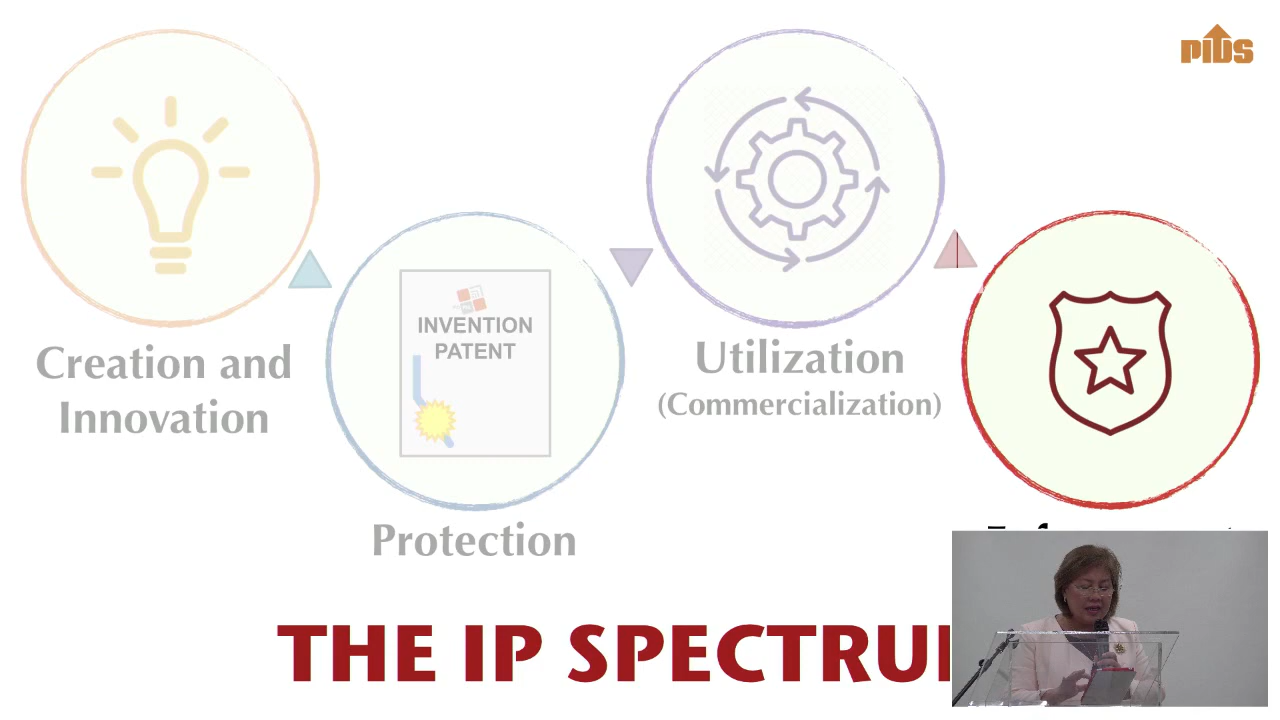 PIDS
INVENTION
PATENT
Creation and
Innovation
Utilization
(Commercialization)
Protection
THE IP SPECTRU